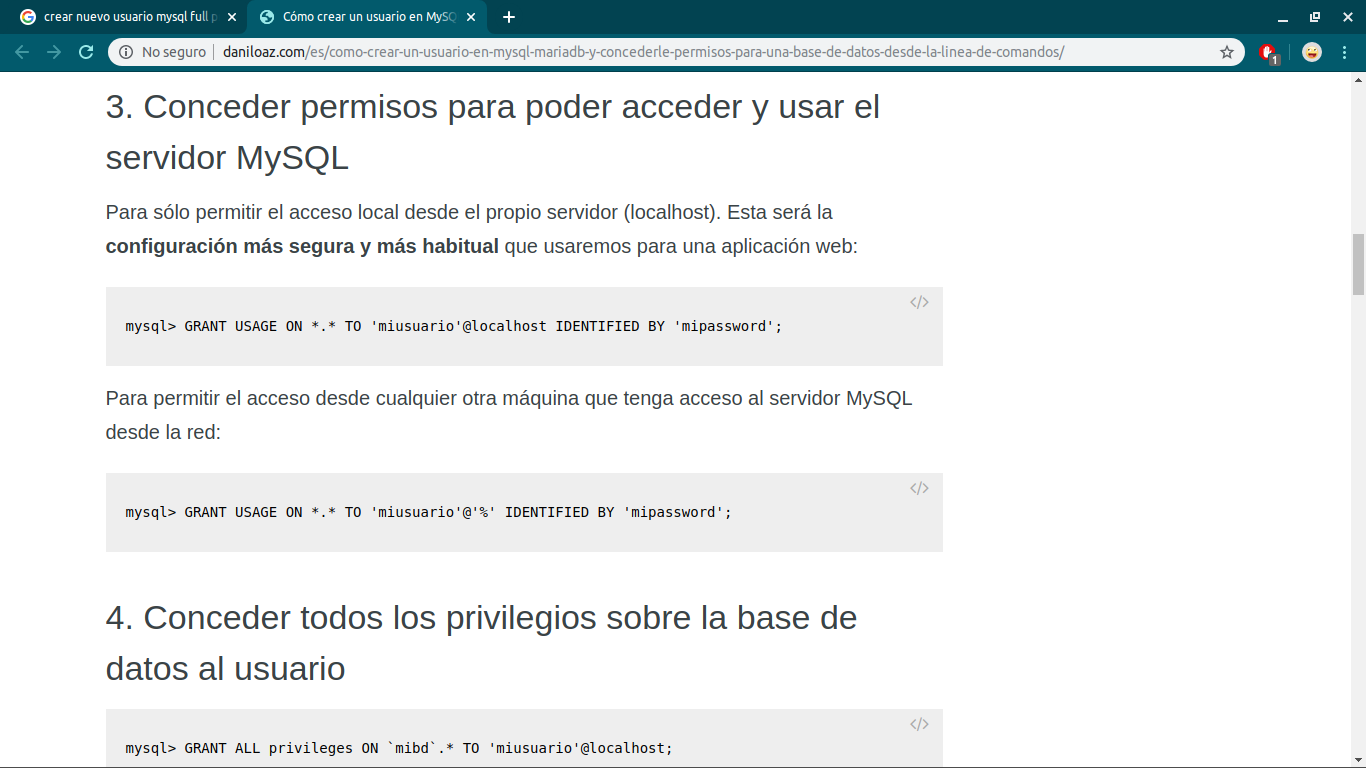 crear nuevo usuario mysql full p
Cómo crear un usuario en MySQ
No seguro
daniloaz.com/es/como-crear-un-usuario-en-mysql-mariadb-y-concederle-permisos-para-una-base-de-datos-desde-la-linea-de-comandos/
1
3. Conceder permisos para poder acceder y usar el
servidor MySQL
Para sólo permitir el acceso local desde el propio servidor (localhost). Esta será la
configuración más segura y más habitual que usaremos para una aplicación web:
</>
mysql> GRANT USAGE ON *.* TO 'miusuario'@localhost IDENTIFIED BY 'mipassword';
Para permitir el acceso desde cualquier otra máquina que tenga acceso al servidor MySQL
desde la red:
</>
mysql> GRANT USAGE ON *.* TO 'miusuario'@'%' IDENTIFIED BY 'mipassword';
4. Conceder todos los privilegios sobre la base de
datos al usuario
</>
mysql> GRANT ALL privileges ON `mibd`.* TO 'miusuario'@localhost;